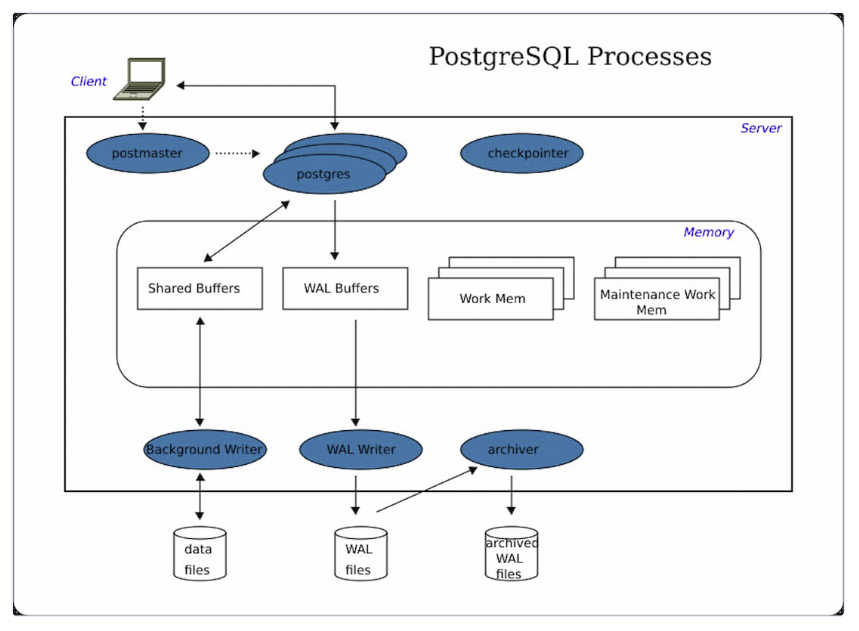 PostgreSQL Processes
Client
Server
postmaster
postgres
checkpointer
Memory
Shared Buffers
WAL Buffers
Work Mem
Maintenance Work
Mem
Background Writer
WAL Writer
archiver
data
files
WAL
files
archived
WAL
files